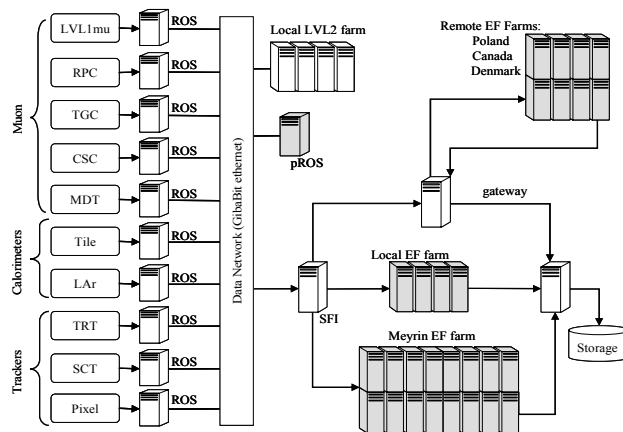 LVL1mu
ROS
RPC
ROS
TGC
ROS
CSC
ROS
MDT
ROS
Tile
ROS
LAr
ROS
TRT
ROS
SCT
ROS
Pixel
ROS
Muon
Calorimeters
Trackers
Data Network (GibaBit ethernet)
Local LVL2 farm
pROS
Remote EF Farms:
Poland
Canada
Denmark
gateway
SFI
Local EF farm
Meyrin EF farm
Storage